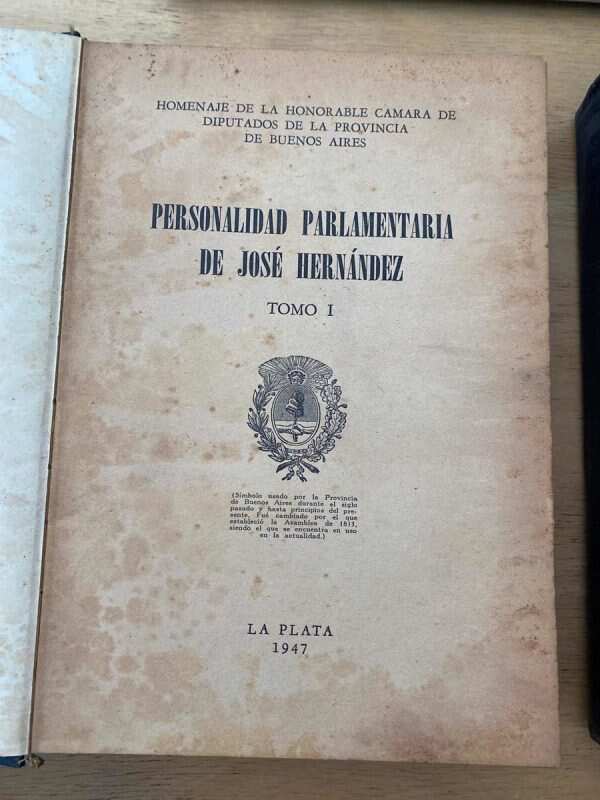 HOMENAJE DE LA HONORABLE CAMARA DE
DIPUTADOS DE LA PROVINCIA
DE BUENOS AIRES
PERSONALIDAD PARLAMENTARIA
DE JOSÉ HERNÁNDEZ
TOMO I
(Símbolo usado por la Provincia
de Buenos Aires durante el siglo
pasado y hasta principios del pre-
sente. Fué cambiado por el que
estableció la Asamblea de 1813,
siendo el que se encuentra en uso
en la actualidad.)
LA PLATA
1947